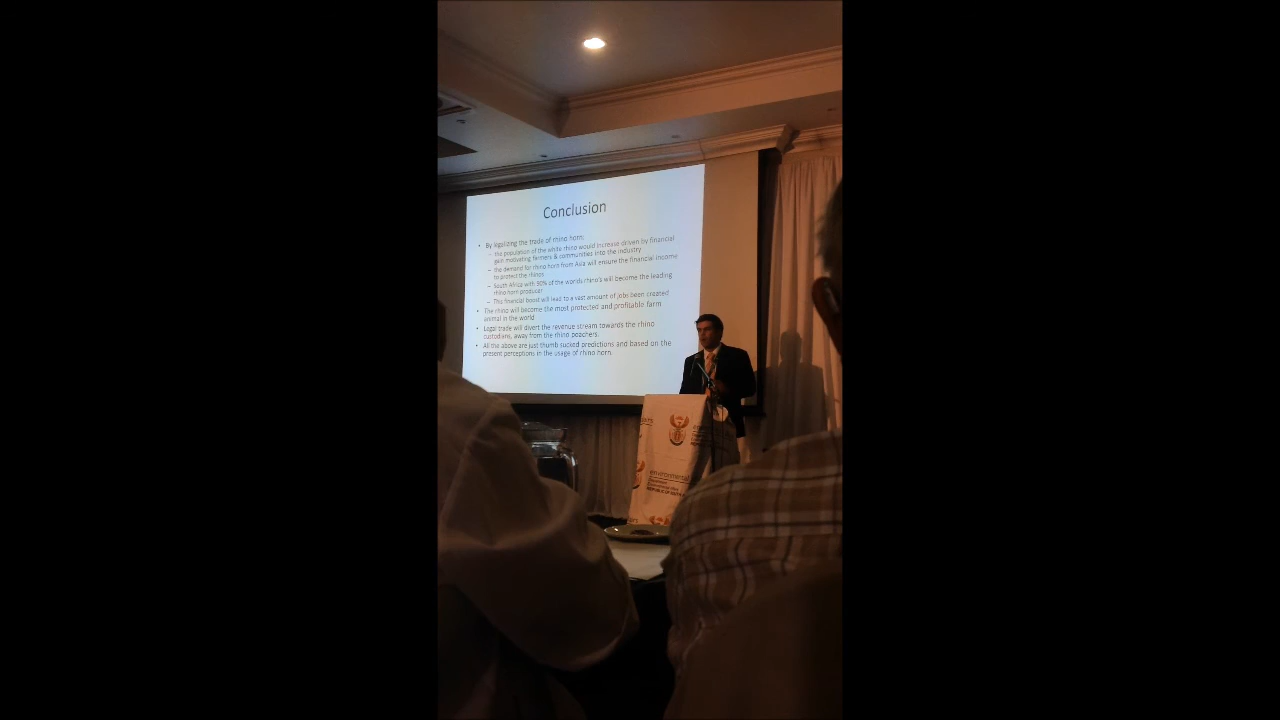 Conclusion
• By legalizing the trade of rhino horn:
– the population of the white rhino would increase driven by financial
gain motivating farmers & communities into the industry
– the demand for rhino horn from Asia will ensure the financial income
to protect the rhinos
– South Africa with 90% of the worlds rhino's will become the leading
rhino horn producer
– This financial boost will lead to a vast amount of jobs been created
• The rhino will become the most protected and profitable farm
animal in the world
• Legal trade will divert the revenue stream towards the rhino
custodians, away from the rhino poachers.
• All the above are just thumb sucked predictions and based on the
present perceptions in the usage of rhino horn.
environmental
REPUBLIC OF